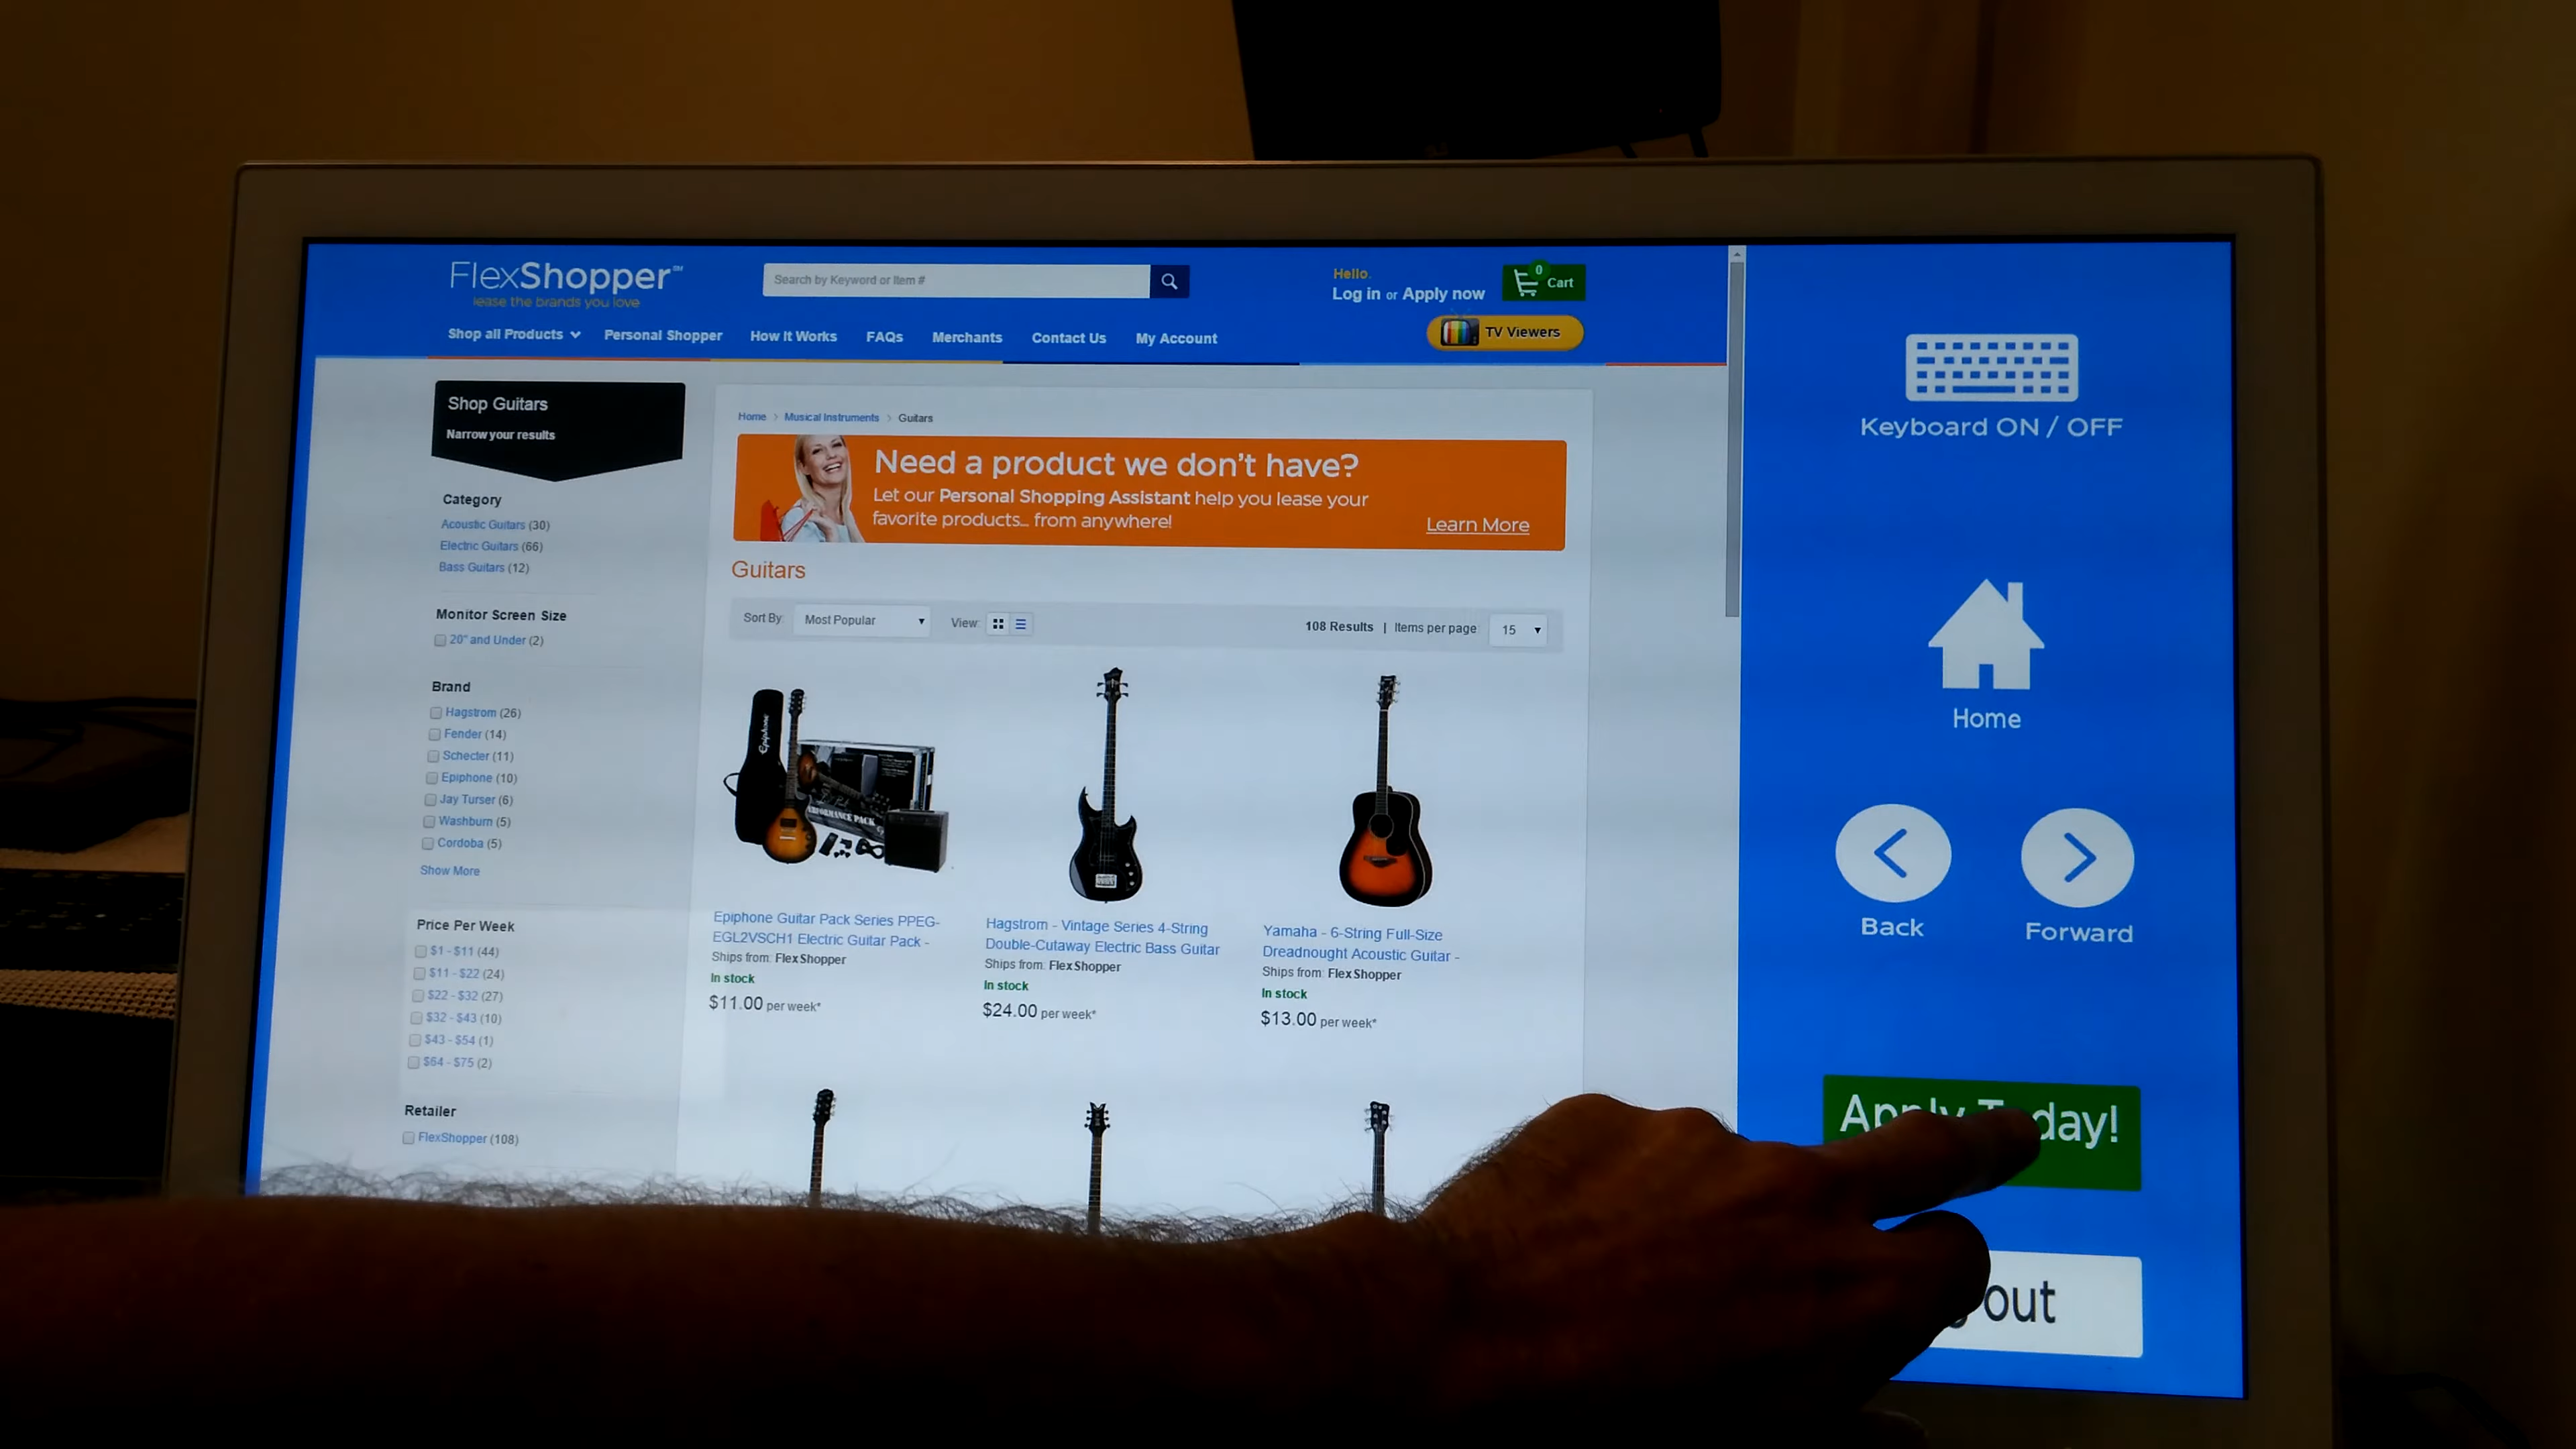 FlexShopper℠
lease the brands you love
Search by Keyword or Item #
Hello.
Log in or Apply now
0
Cart
TV Viewers
Shop all Products
Personal Shopper
How It Works
FAQs
Merchants
Contact Us
My Account
Shop Guitars
Narrow your results
Category
Acoustic Guitars (30)
Electric Guitars (66)
Bass Guitars (12)
Monitor Screen Size
20" and Under (2)
Brand
Hagstrom (26)
Fender (14)
Schecter (11)
Epiphone (10)
Jay Turser (6)
Washburn (5)
Cordoba (5)
Show More
Price Per Week
$1 - $11 (44)
$11 - $22 (24)
$22 - $32 (27)
$32 - $43 (10)
$43 - $54 (1)
$64 - $75 (2)
Retailer
FlexShopper (108)
Home > Musical Instruments > Guitars
Need a product we don't have?
Let our Personal Shopping Assistant help you lease your
favorite products... from anywhere!
Learn More
Guitars
Sort By: Most Popular
View:
108 Results | Items per page 15
Epiphone
PACK
Epiphone Guitar Pack Series PPEG-
EGL2VSCH1 Electric Guitar Pack -
Ships from: FlexShopper
In stock
$11.00 per week*
Hagstrom - Vintage Series 4-String
Double-Cutaway Electric Bass Guitar
Ships from: FlexShopper
In stock
$24.00 per week*
Yamaha - 6-String Full-Size
Dreadnought Acoustic Guitar -
Ships from: FlexShopper
In stock
$13.00 per week*
Keyboard ON / OFF
Home
Back
Forward
Apply Today!
out